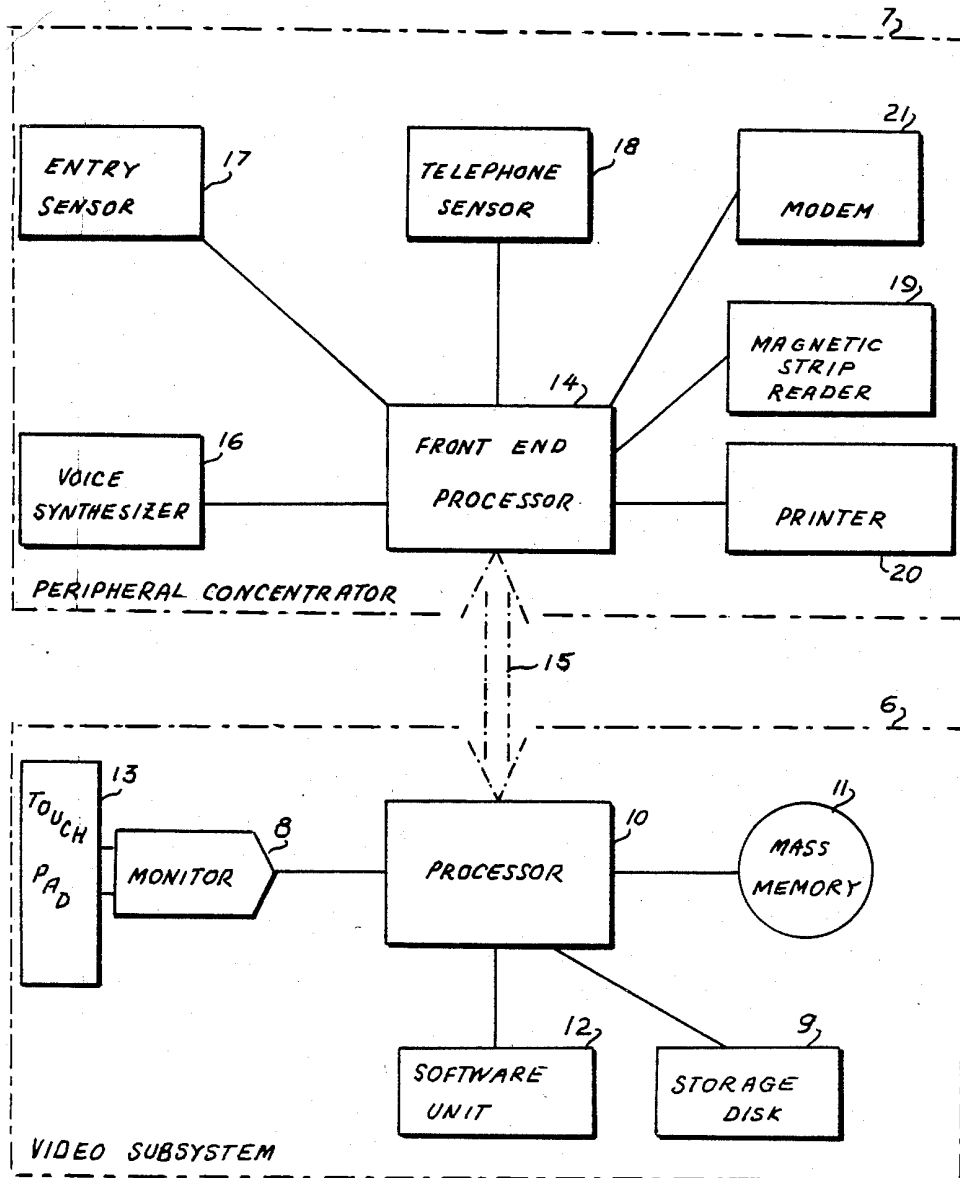 7
ENTRY
SENSOR
17
TELEPHONE
SENSOR
18
21
MODEM
19
MAGNETIC
STRIP
READER
14
FRONT END
PROCESSOR
16
VOICE
SYNTHESIZER
PRINTER
20
PERIPHERAL CONCENTRATOR
15
6
13
TOUCH
PAD
8
MONITOR
10
PROCESSOR
11
MASS
MEMORY
12
SOFTWARE
UNIT
9
STORAGE
DISK
VIDEO SUBSYSTEM